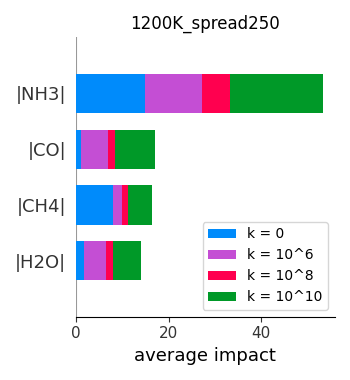 1200K_spread250
|NH3|
|CO|
|CH4|
|H2O|
k = 0
k = 10^6
k = 10^8
k = 10^10
0 20 40
average impact